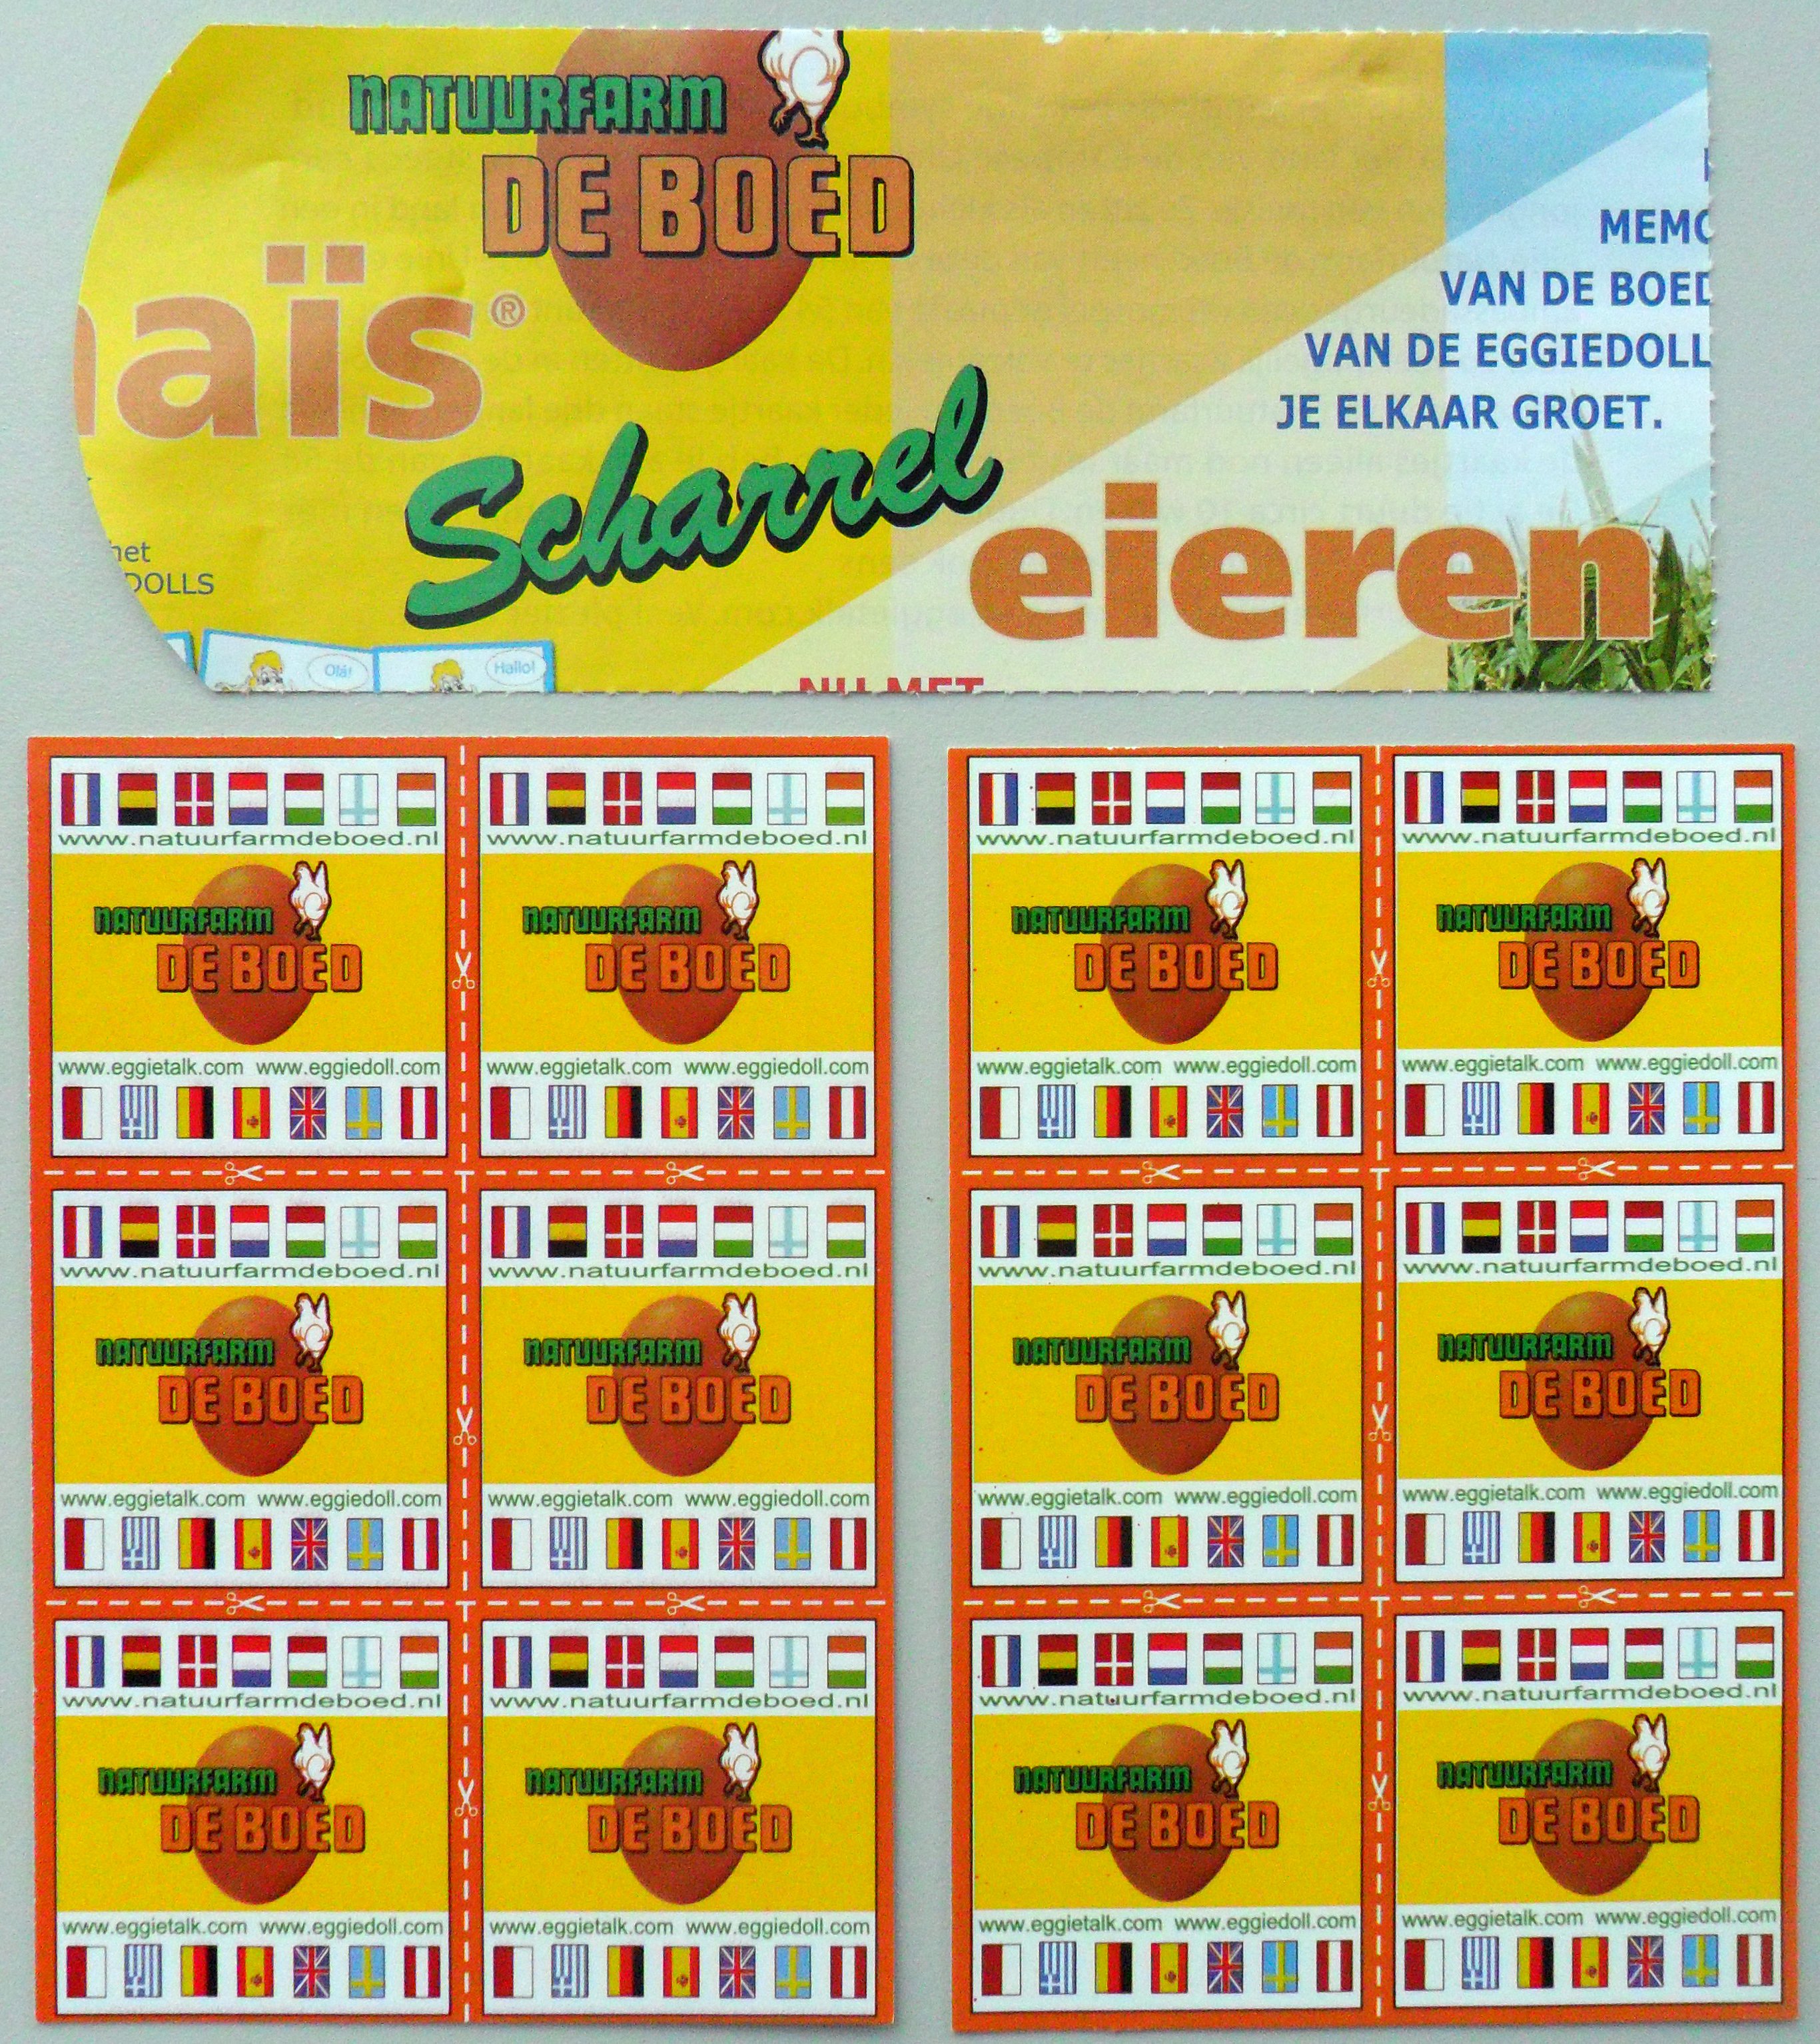 NATUURFARM
DE BOED
aïs®
Scharrel
eieren
MEMO
VAN DE BOED
VAN DE EGGIEDOLL
JE ELKAAR GROET.
het
DOLLS
Olá!
Hallo!
NU MET
www.natuurfarmdeboed.nl www.natuurfarmdeboed.nl www.natuurfarmdeboed.nl www.natuurfarmdeboed.nl
NATUURFARM NATUURFARM NATUURFARM NATUURFARM
DE BOED DE BOED DE BOED DE BOED
www.eggietalk.com www.eggiedoll.com www.eggietalk.com www.eggiedoll.com www.eggietalk.com www.eggiedoll.com www.eggietalk.com www.eggiedoll.com
www.natuurfarmdeboed.nl www.natuurfarmdeboed.nl www.natuurfarmdeboed.nl www.natuurfarmdeboed.nl
NATUURFARM NATUURFARM NATUURFARM NATUURFARM
DE BOED DE BOED DE BOED DE BOED
www.eggietalk.com www.eggiedoll.com www.eggietalk.com www.eggiedoll.com www.eggietalk.com www.eggiedoll.com www.eggietalk.com www.eggiedoll.com
www.natuurfarmdeboed.nl www.natuurfarmdeboed.nl www.natuurfarmdeboed.nl www.natuurfarmdeboed.nl
NATUURFARM NATUURFARM NATUURFARM NATUURFARM
DE BOED DE BOED DE BOED DE BOED
www.eggietalk.com www.eggiedoll.com www.eggietalk.com www.eggiedoll.com www.eggietalk.com www.eggiedoll.com www.eggietalk.com www.eggiedoll.com